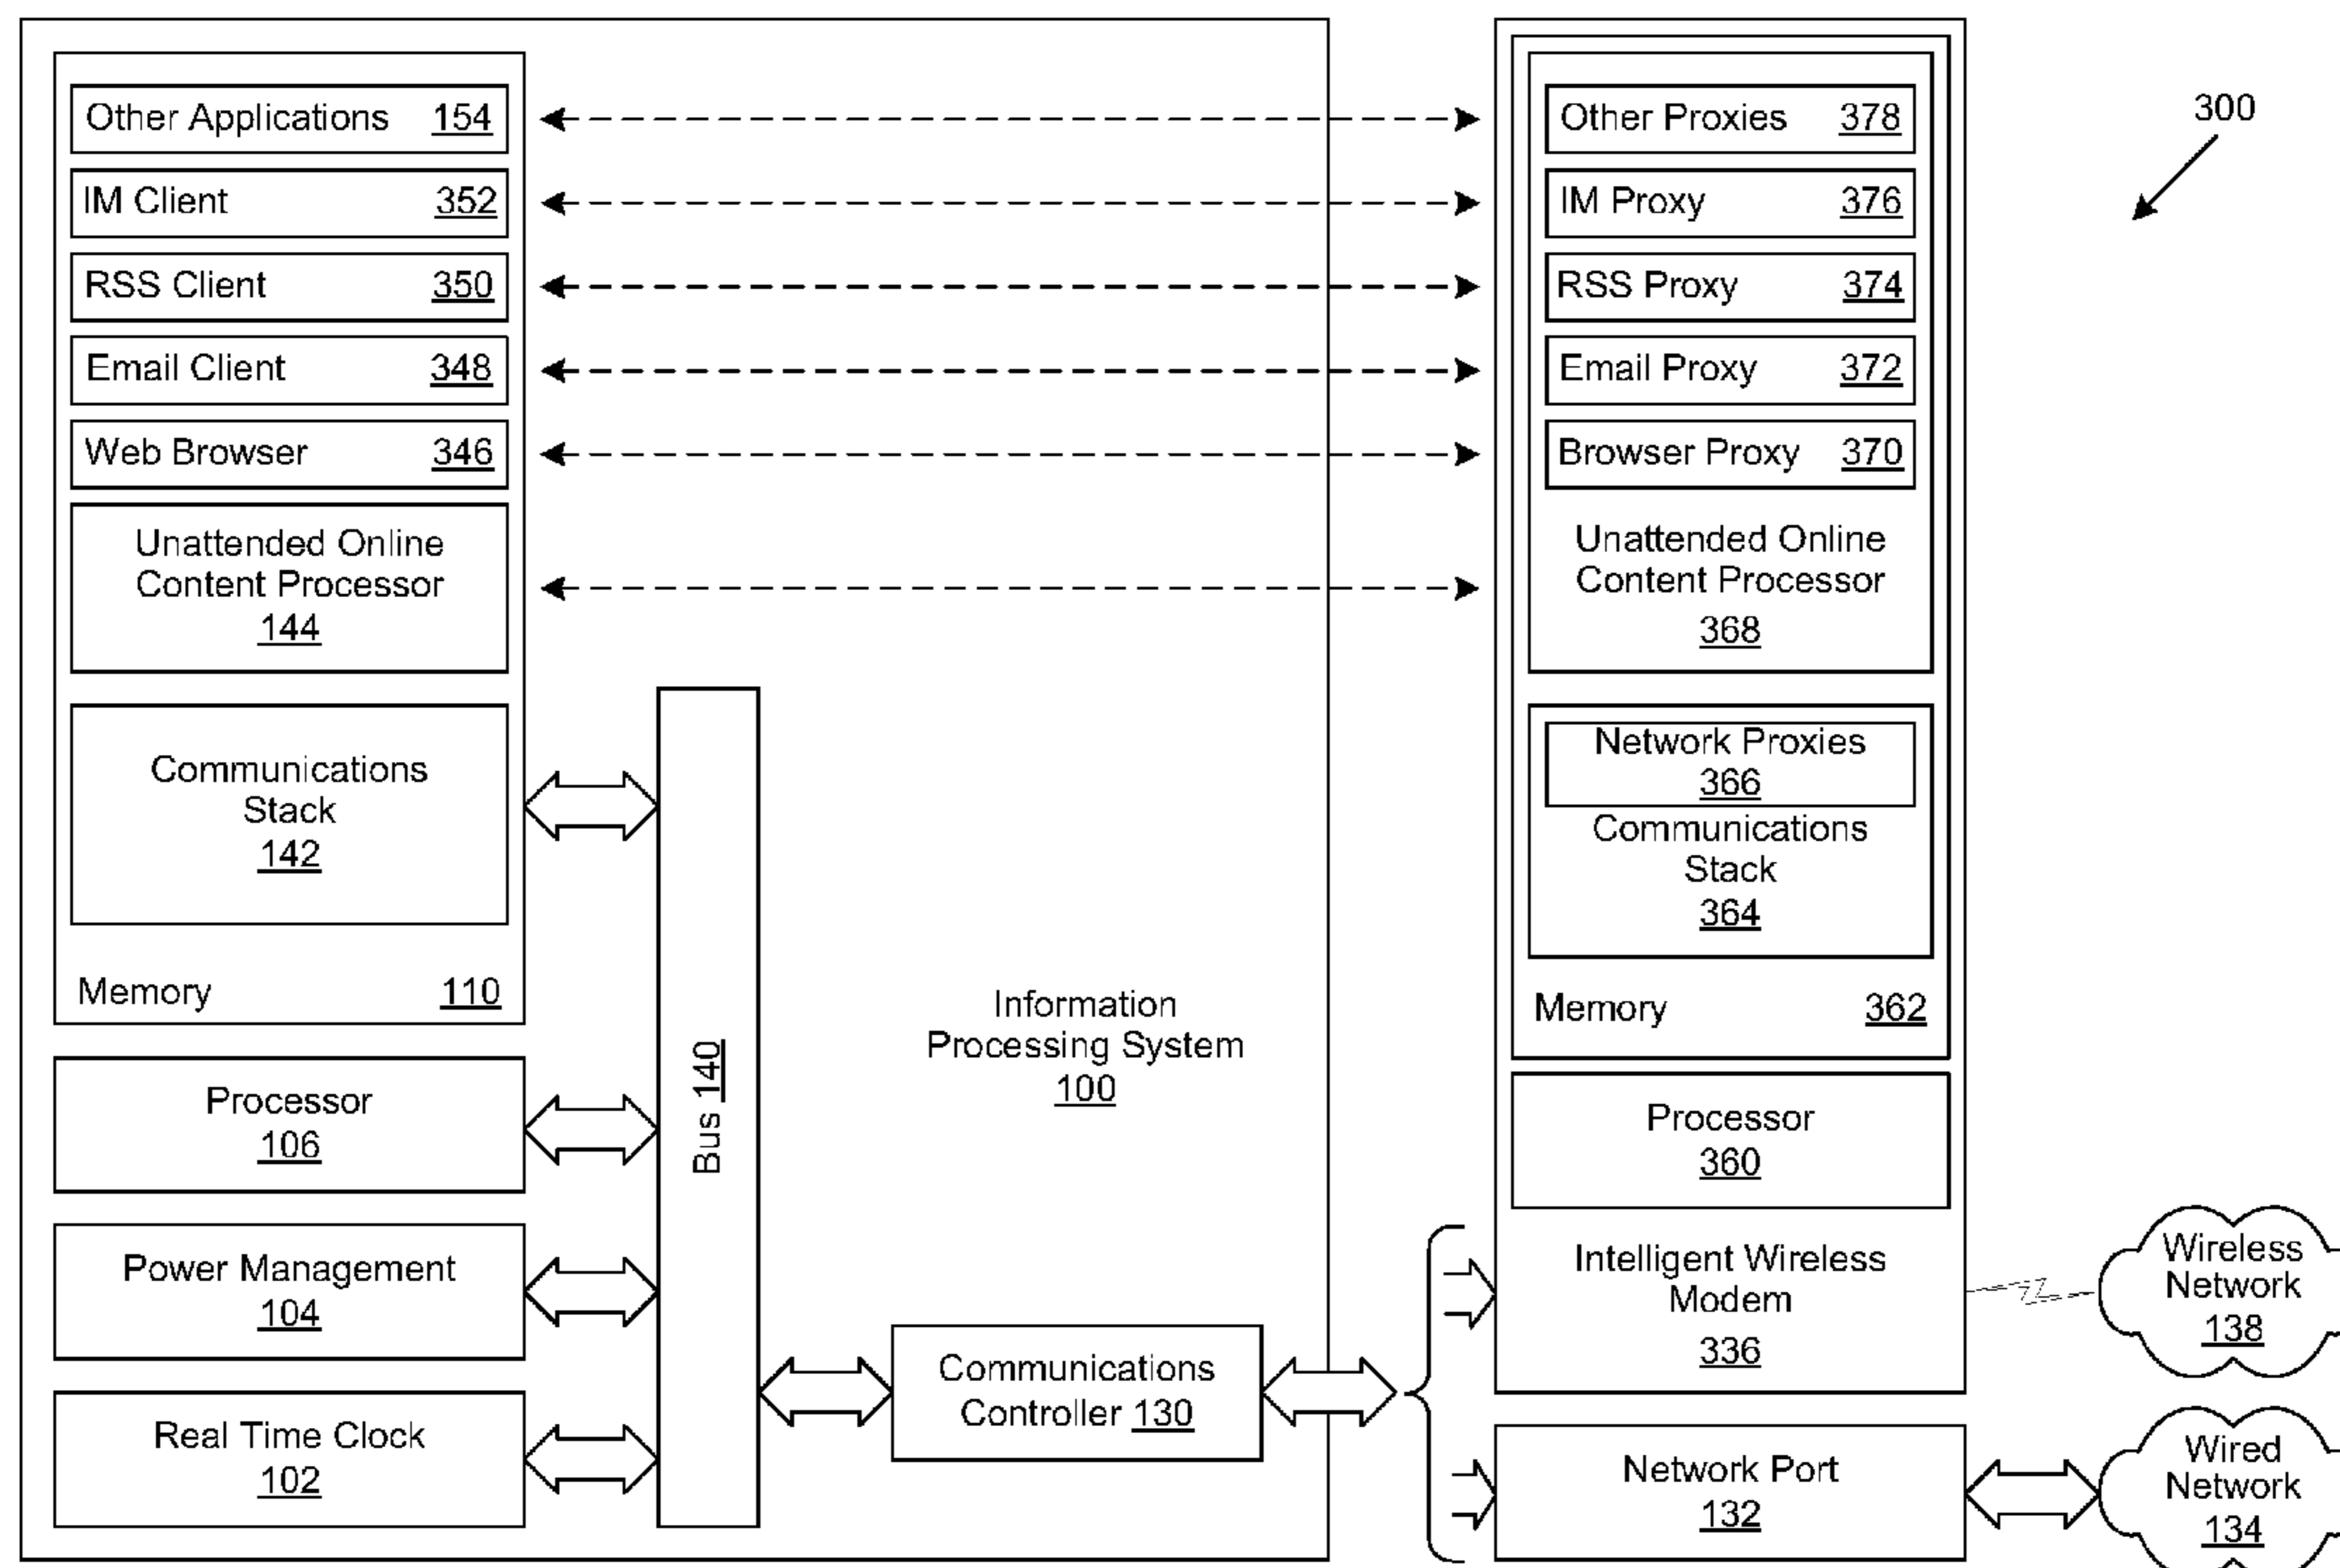 Other Applications 154
IM Client 352
RSS Client 350
Email Client 348
Web Browser 346
Unattended Online
Content Processor
144
Communications
Stack
142
Memory 110
Processor
106
Power Management
104
Real Time Clock
102
Bus 140
Information
Processing System
100
Communications
Controller 130
Other Proxies 378
IM Proxy 376
RSS Proxy 374
Email Proxy 372
Browser Proxy 370
Unattended Online
Content Processor
368
Network Proxies
366
Communications
Stack
364
Memory 362
Processor
360
Intelligent Wireless
Modem
336
Network Port
132
300
Wireless
Network
138
Wired
Network
134